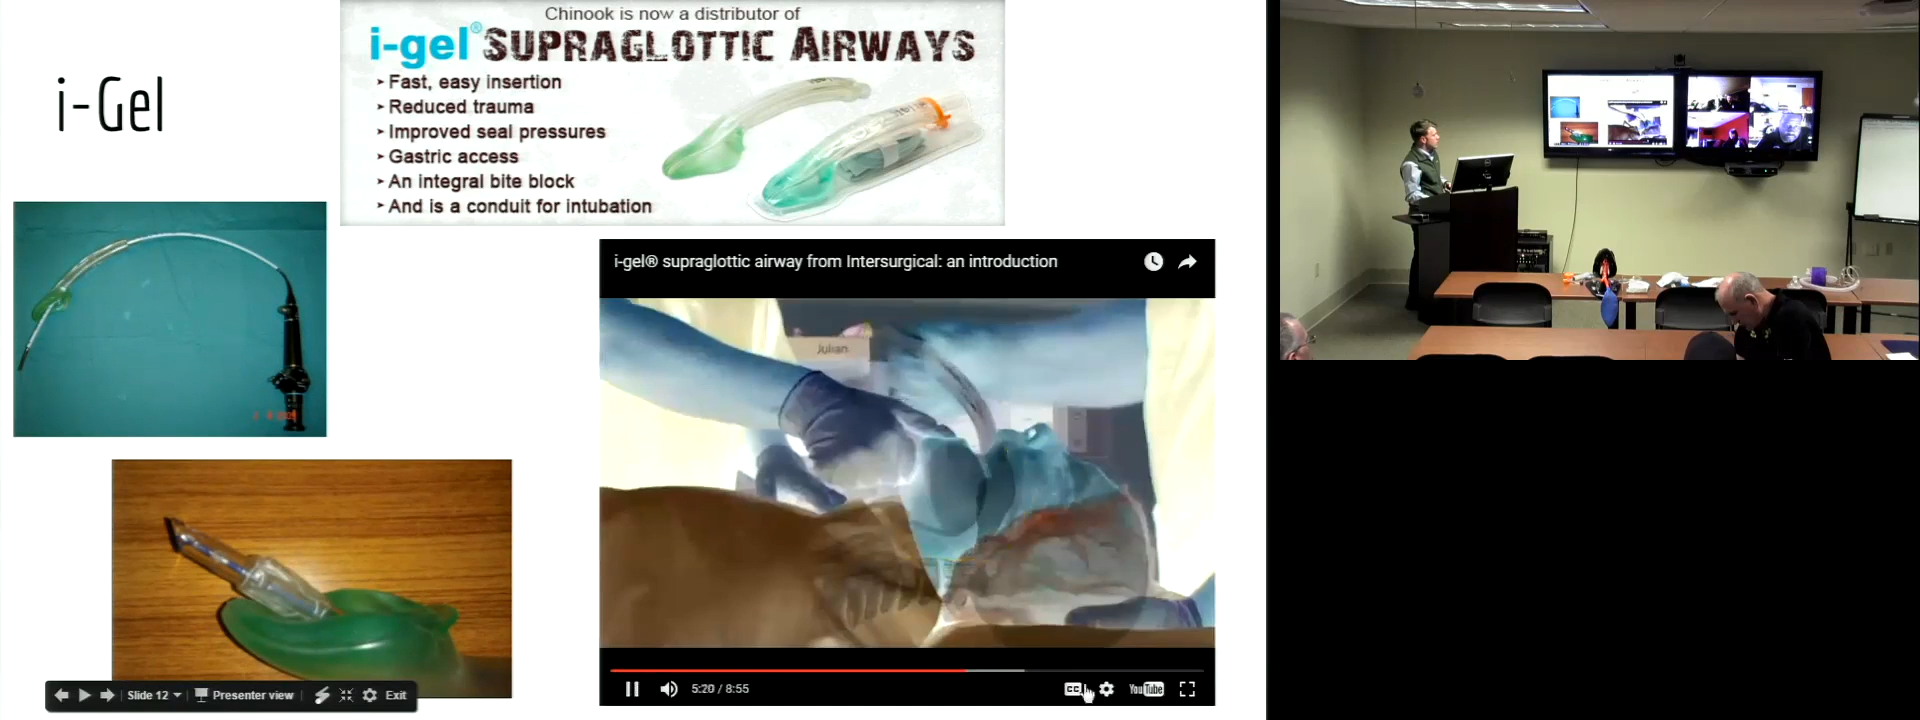 i-Gel
Chinook is now a distributor of
i-gel® SUPRAGLOTTIC AIRWAYS
➤ Fast, easy insertion
➤ Reduced trauma
➤ Improved seal pressures
➤ Gastric access
➤ An integral bite block
➤ And is a conduit for intubation
i-gel® supraglottic airway from Intersurgical: an introduction
Julian
5:20 / 8:55
CC
YouTube
Slide 12
Presenter view
Exit